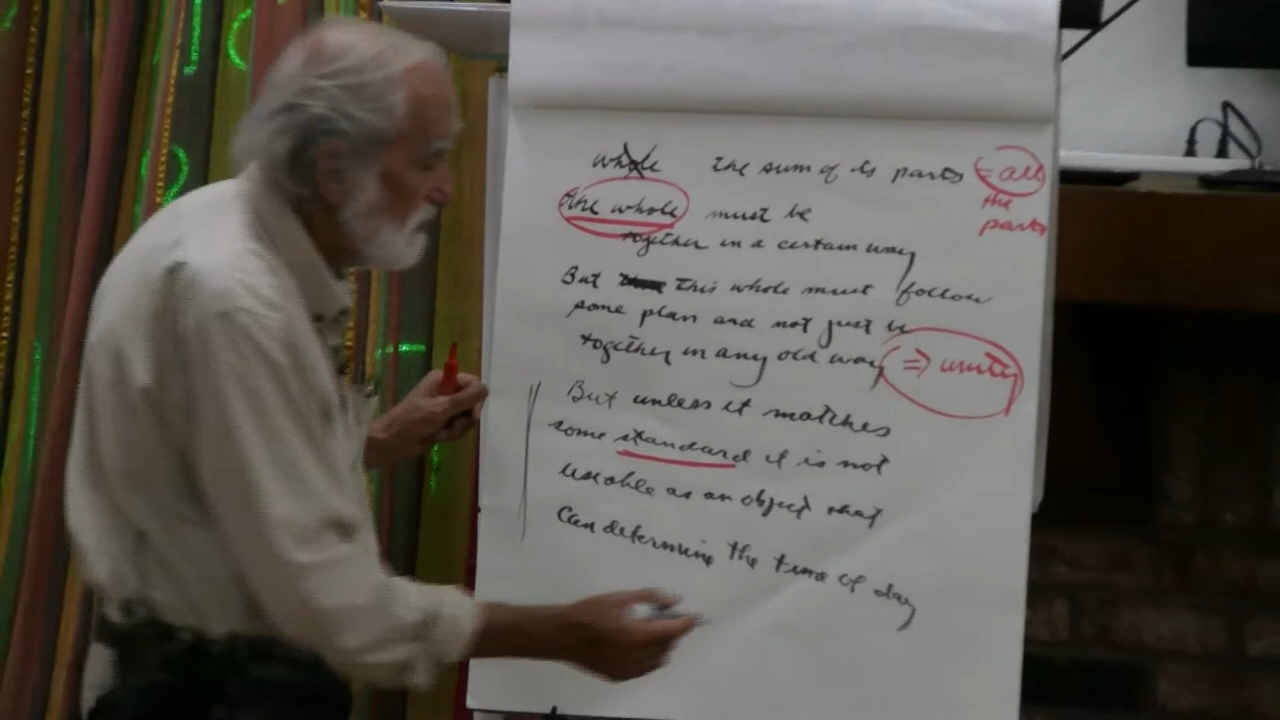 whole the sum of its parts = all
the
parts
the whole must be
together in a certain way
But this whole must follow
some plan and not just be
together in any old way => unity
But unless it matches
some standard it is not
useable as an object that
Can determine the time of day